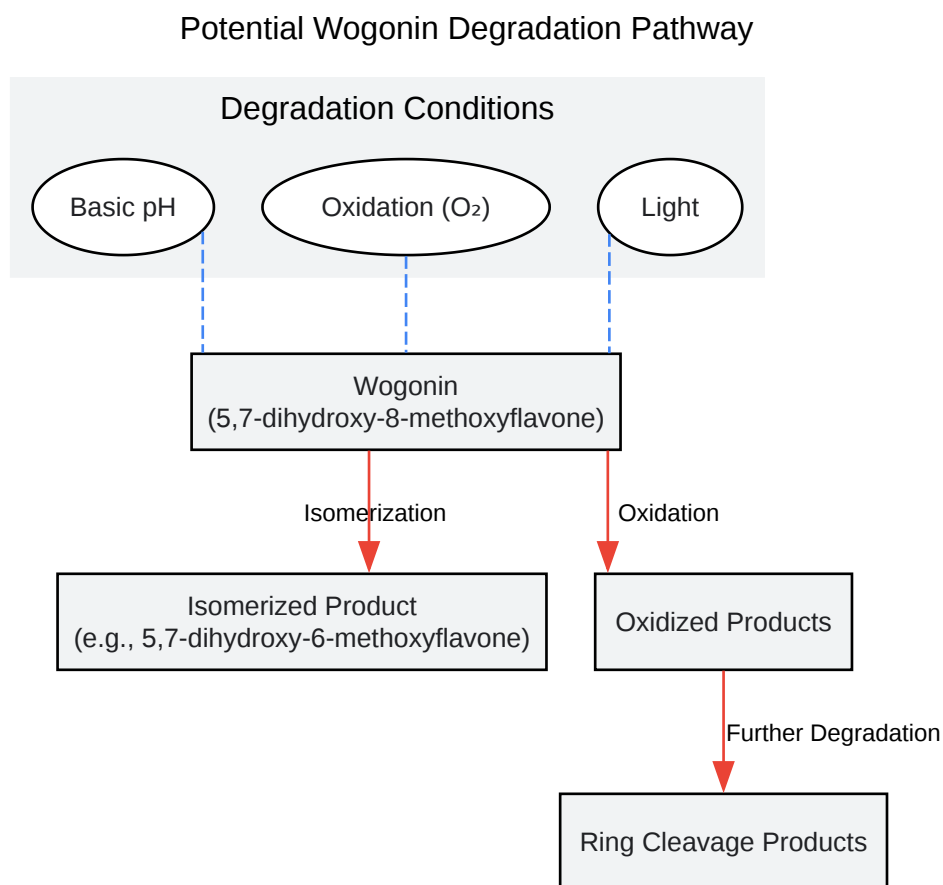 Potential Wogonin Degradation Pathway
Degradation Conditions
Basic pH
Oxidation (O₂)
Light
Wogonin
(5,7-dihydroxy-8-methoxyflavone)
Isomerization
Oxidation
Isomerized Product
(e.g., 5,7-dihydroxy-6-methoxyflavone)
Oxidized Products
Further Degradation
Ring Cleavage Products